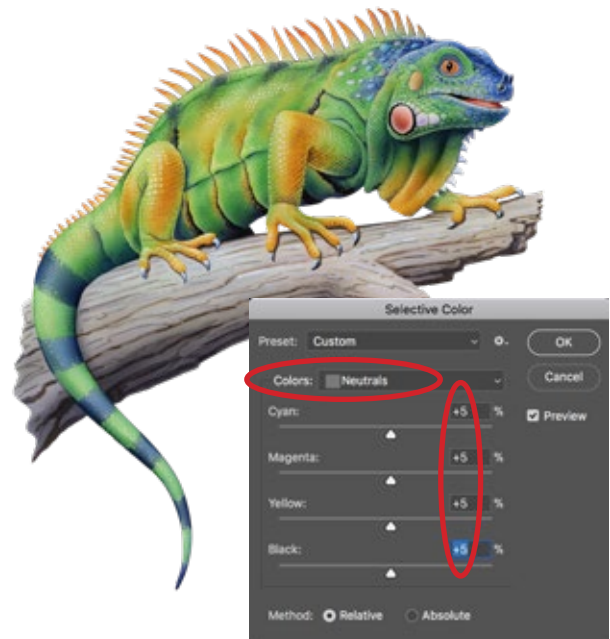 Selective Color
Preset: Custom
OK
Colors: Neutrals
Cancel
Cyan: +5 %
Preview
Magenta: +5 %
Yellow: +5 %
Black: +5 %
Method: Relative Absolute